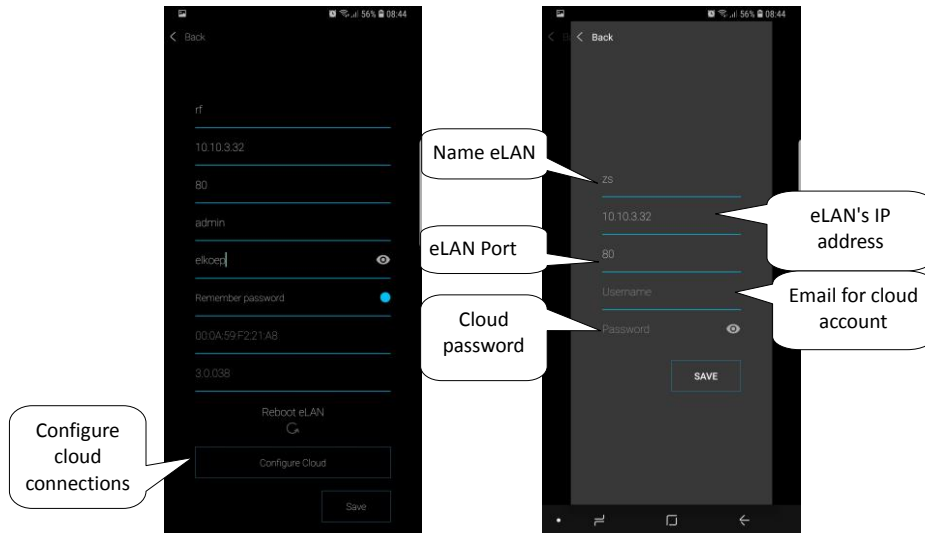 56% 08:44
Back
rf
10.10.3.32
80
admin
elkoep
Remember password
00:0A:59:F2:21:A8
3.0.038
Reboot eLAN
Configure Cloud
Save
Configure
cloud
connections
56% 08:44
Back
zs
10.10.3.32
80
Username
Password
SAVE
Name eLAN
eLAN Port
Cloud
password
eLAN's IP
address
Email for cloud
account